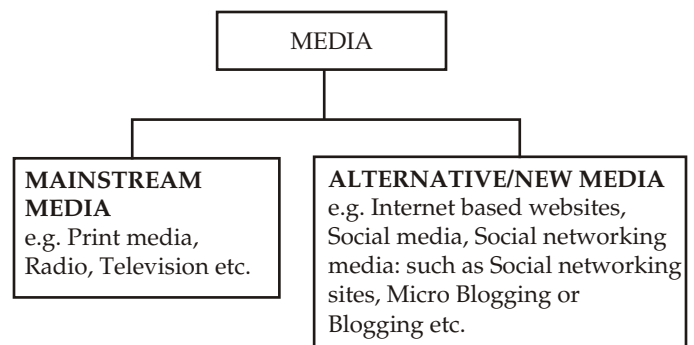 MEDIA
MAINSTREAM
MEDIA
e.g. Print media,
Radio, Television etc.
ALTERNATIVE/NEW MEDIA
e.g. Internet based websites,
Social media, Social networking
media: such as Social networking
sites, Micro Blogging or
Blogging etc.